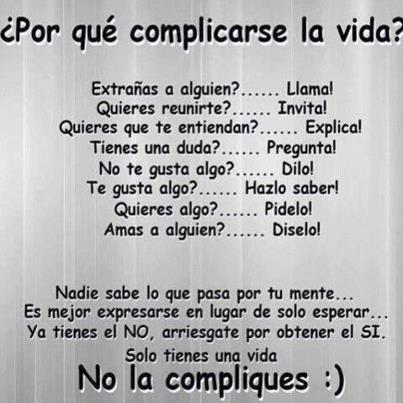 ¿Por qué complicarse la vida?
Extrañas a alguien?...... Llama!
Quieres reunirte?...... Invita!
Quieres que te entiendan?...... Explica!
Tienes una duda?...... Pregunta!
No te gusta algo?...... Dilo!
Te gusta algo?...... Hazlo saber!
Quieres algo?...... Pidelo!
Amas a alguien?...... Diselo!
Nadie sabe lo que pasa por tu mente...
Es mejor expresarse en lugar de solo esperar...
Ya tienes el NO, arriesgate por obtener el SI.
Solo tienes una vida
No la compliques :)